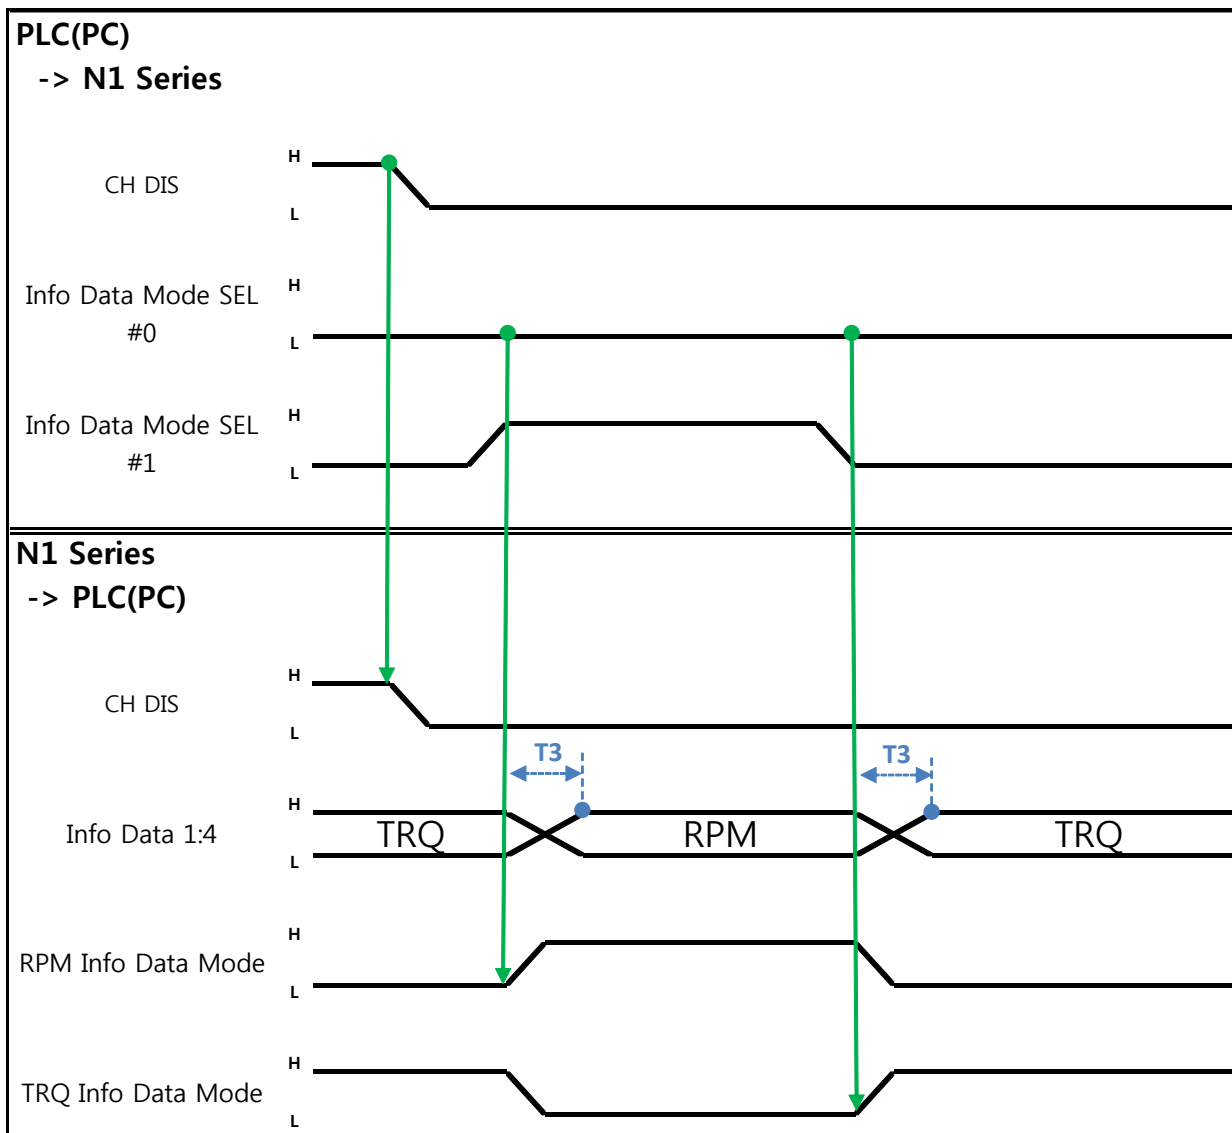 PLC(PC)
-> N1 Series
H
CH DIS
L
H
Info Data Mode SEL
#0
L
H
Info Data Mode SEL
#1
L
N1 Series
-> PLC(PC)
H
CH DIS
L
T3
T3
H
Info Data 1:4
TRQ
RPM
TRQ
L
H
RPM Info Data Mode
L
H
TRQ Info Data Mode
L